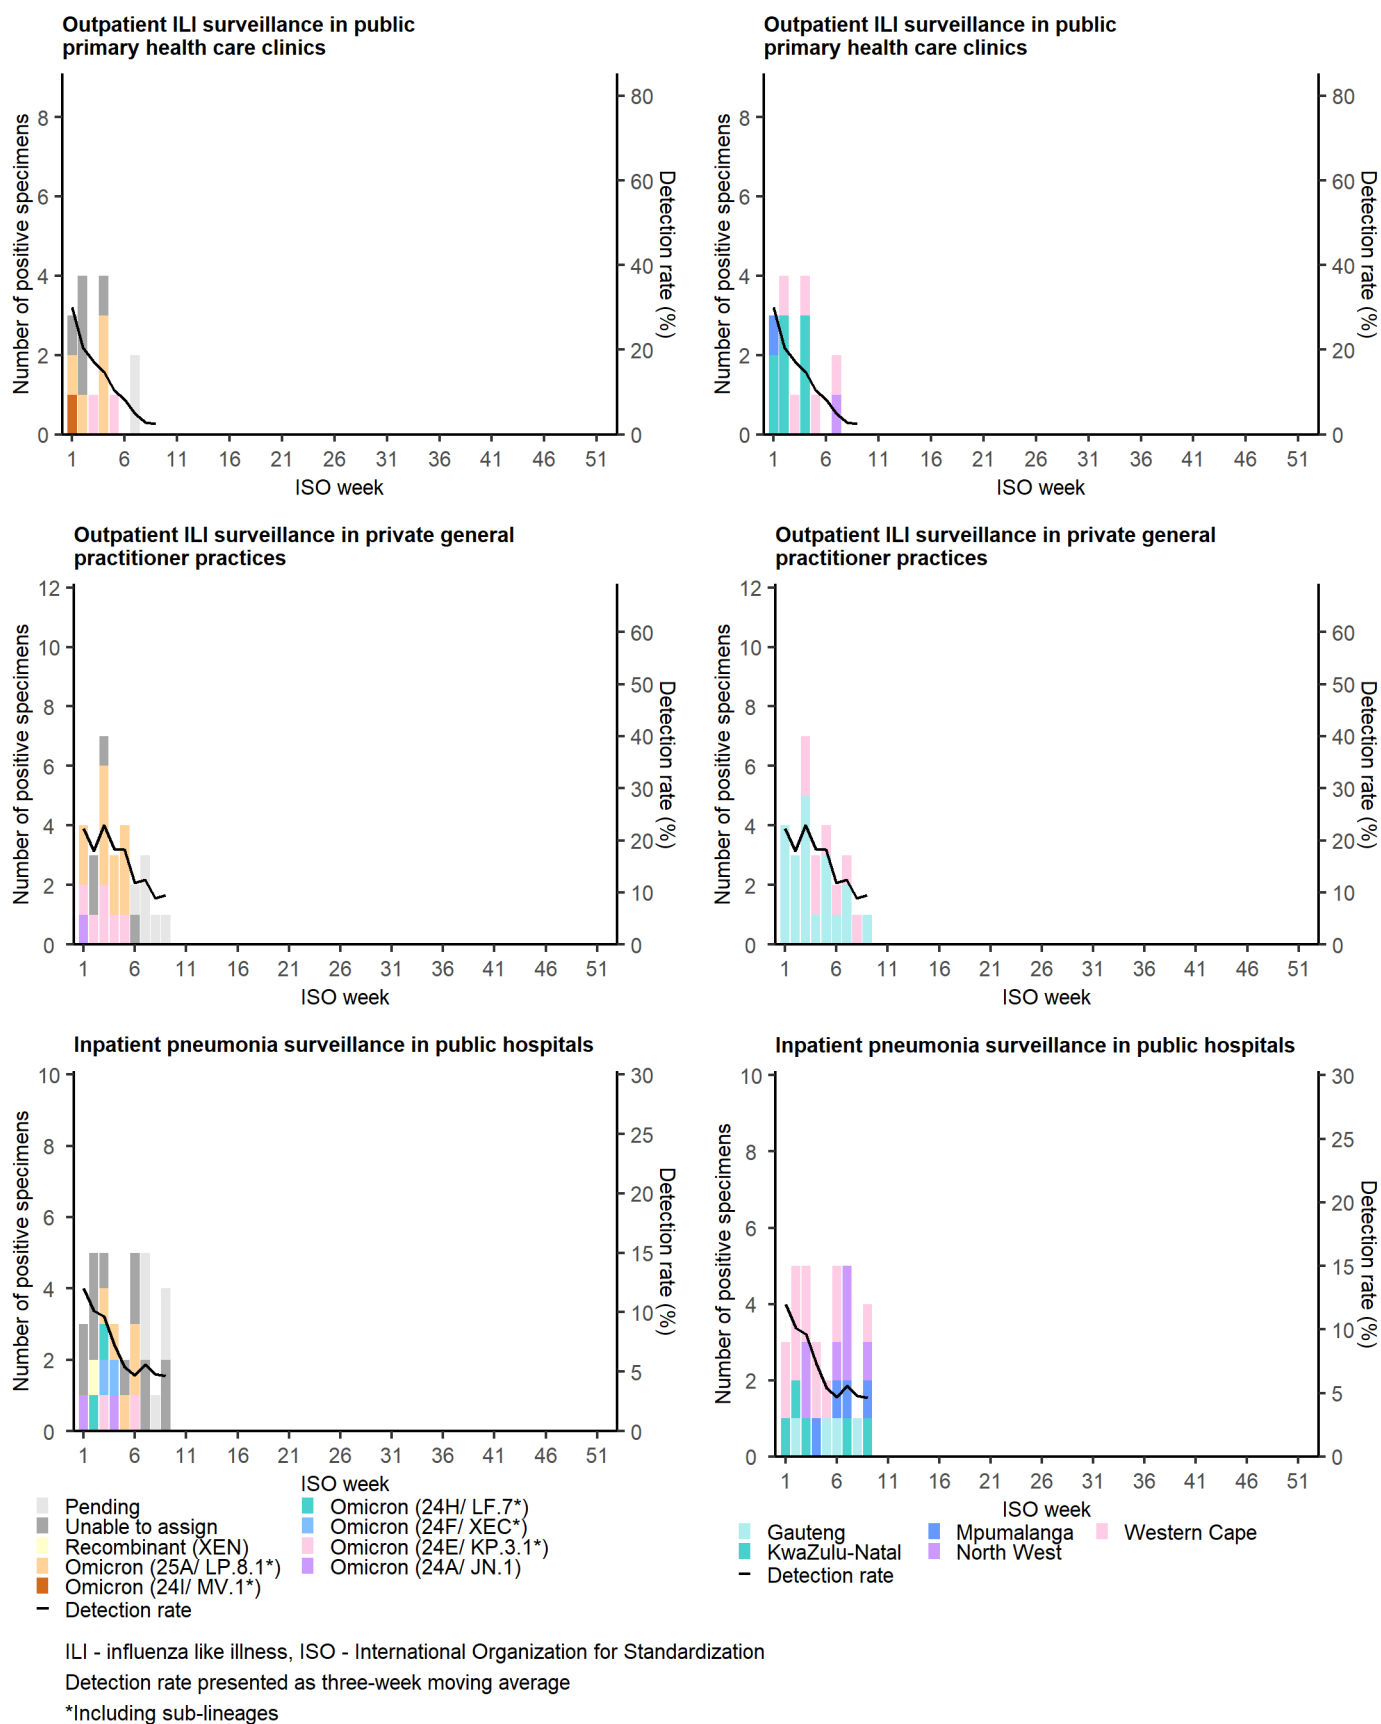 Outpatient ILI surveillance in public
primary health care clinics
Number of positive specimens
8
6
4
2
0
80
60
40
20
0
Detection rate (%)
1 6 11 16 21 26 31 36 41 46 51
ISO week
Outpatient ILI surveillance in public
primary health care clinics
Number of positive specimens
8
6
4
2
0
80
60
40
20
0
Detection rate (%)
1 6 11 16 21 26 31 36 41 46 51
ISO week
Outpatient ILI surveillance in private general
practitioner practices
Number of positive specimens
12
10
8
6
4
2
0
60
50
40
30
20
10
0
Detection rate (%)
1 6 11 16 21 26 31 36 41 46 51
ISO week
Outpatient ILI surveillance in private general
practitioner practices
Number of positive specimens
12
10
8
6
4
2
0
60
50
40
30
20
10
0
Detection rate (%)
1 6 11 16 21 26 31 36 41 46 51
ISO week
Inpatient pneumonia surveillance in public hospitals
Number of positive specimens
10
8
6
4
2
0
30
25
20
15
10
5
0
Detection rate (%)
1 6 11 16 21 26 31 36 41 46 51
ISO week
Inpatient pneumonia surveillance in public hospitals
Number of positive specimens
10
8
6
4
2
0
30
25
20
15
10
5
0
Detection rate (%)
1 6 11 16 21 26 31 36 41 46 51
ISO week
Pending
Unable to assign
Recombinant (XEN)
Omicron (25A/ LP.8.1*)
Omicron (24I/ MV.1*)
Detection rate
Omicron (24H/ LF.7*)
Omicron (24F/ XEC*)
Omicron (24E/ KP.3.1*)
Omicron (24A/ JN.1)
Gauteng
KwaZulu-Natal
Detection rate
Mpumalanga
North West
Western Cape
ILI - influenza like illness, ISO - International Organization for Standardization
Detection rate presented as three-week moving average
*Including sub-lineages